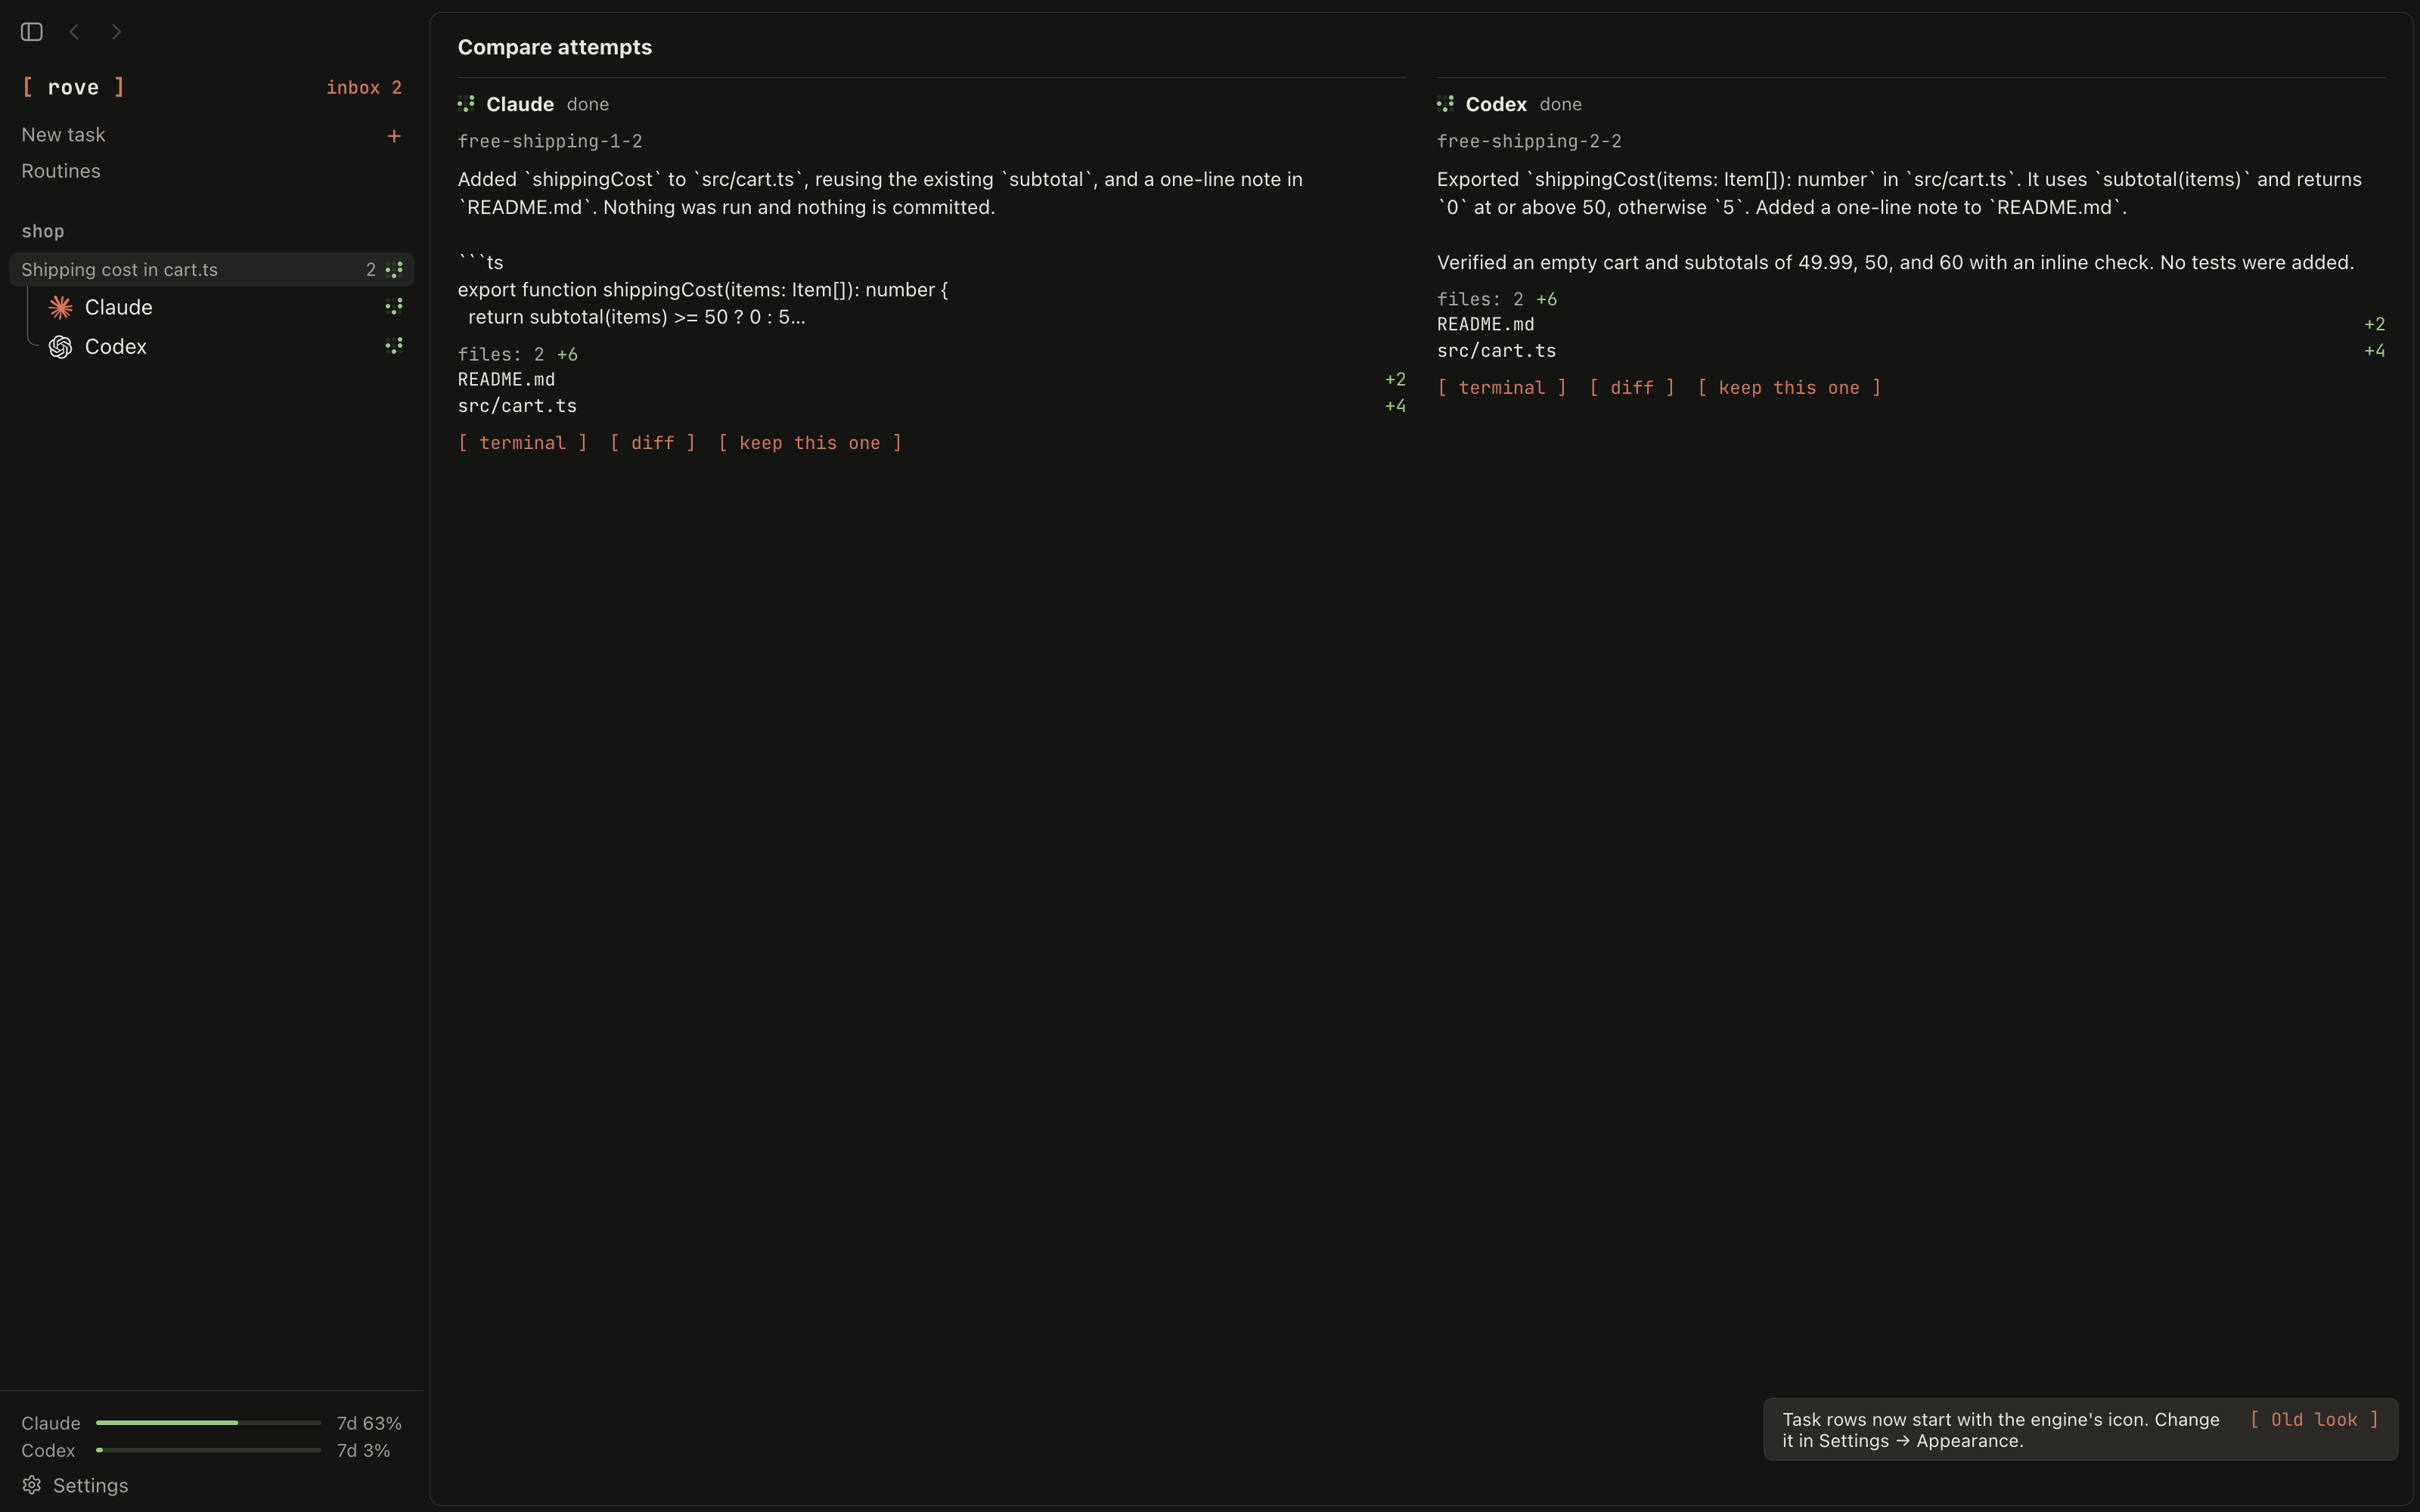 [ rove ]
inbox 2
New task +
Routines
shop
Shipping cost in cart.ts 2
Claude
Codex
Claude 7d 63%
Codex 7d 3%
Settings
Compare attempts
Claude done
free-shipping-1-2
Added `shippingCost` to `src/cart.ts`, reusing the existing `subtotal`, and a one-line note in
`README.md`. Nothing was run and nothing is committed.
```ts
export function shippingCost(items: Item[]): number {
return subtotal(items) >= 50 ? 0 : 5…
files: 2 +6
README.md +2
src/cart.ts +4
[ terminal ] [ diff ] [ keep this one ]
Codex done
free-shipping-2-2
Exported `shippingCost(items: Item[]): number` in `src/cart.ts`. It uses `subtotal(items)` and returns
`0` at or above 50, otherwise `5`. Added a one-line note to `README.md`.
Verified an empty cart and subtotals of 49.99, 50, and 60 with an inline check. No tests were added.
files: 2 +6
README.md +2
src/cart.ts +4
[ terminal ] [ diff ] [ keep this one ]
Task rows now start with the engine's icon. Change
it in Settings → Appearance.
[ Old look ]